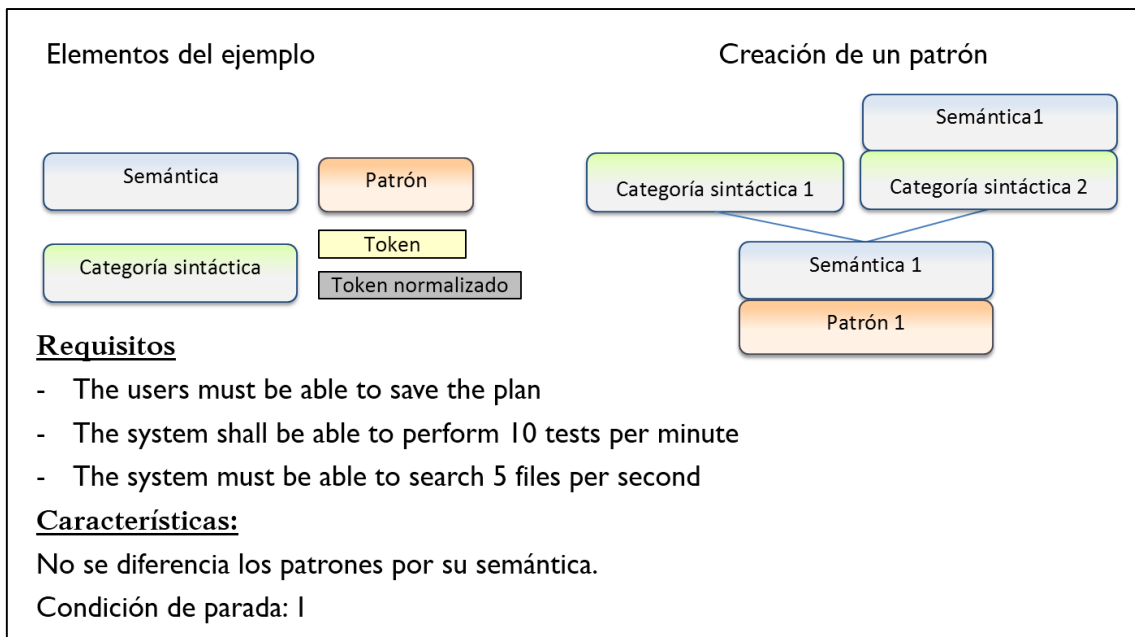 Elementos del ejemplo
Creación de un patrón
Semántica
Patrón
Categoría sintáctica
Token
Token normalizado
Semántica1
Categoría sintáctica 1
Categoría sintáctica 2
Semántica 1
Patrón 1
Requisitos
- The users must be able to save the plan
- The system shall be able to perform 10 tests per minute
- The system must be able to search 5 files per second
Características:
No se diferencia los patrones por su semántica.
Condición de parada: 1